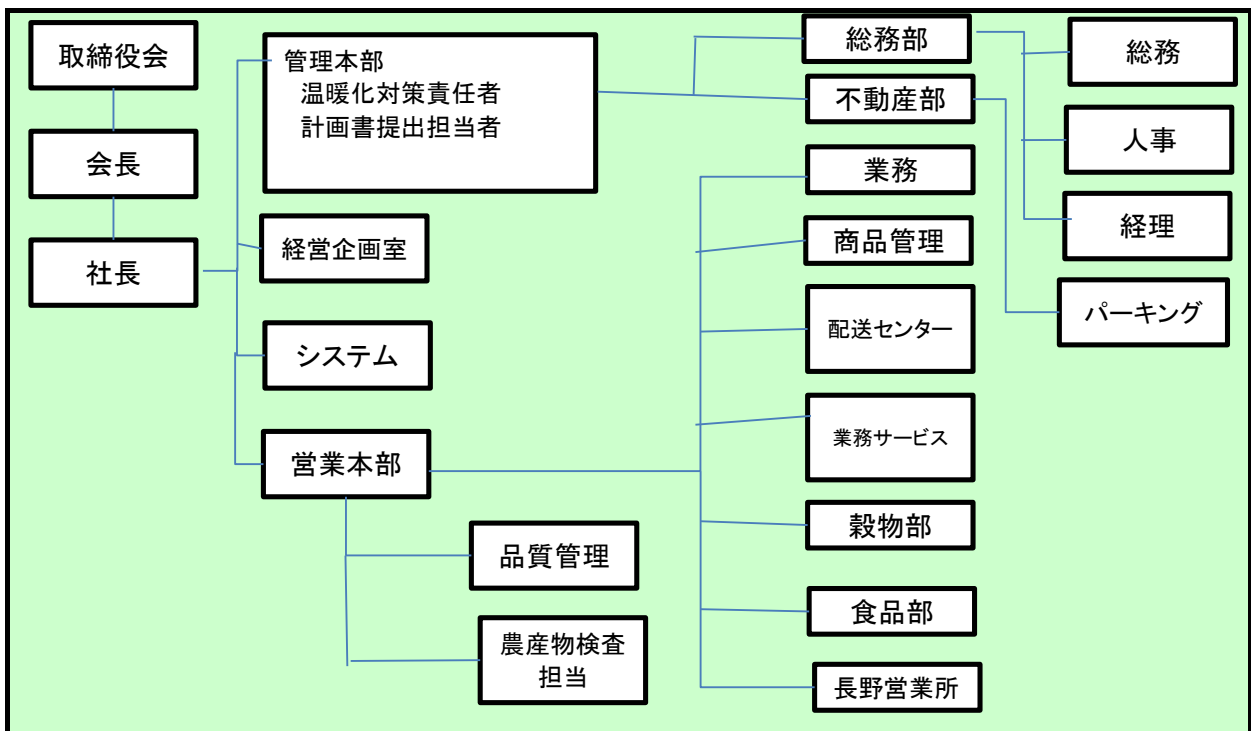 取締役会
会長
社長
管理本部
温暖化対策責任者
計画書提出担当者
経営企画室
システム
営業本部
品質管理
農産物検査
担当
総務部
不動産部
業務
商品管理
配送センター
業務サービス
穀物部
食品部
長野営業所
総務
人事
経理
パーキング